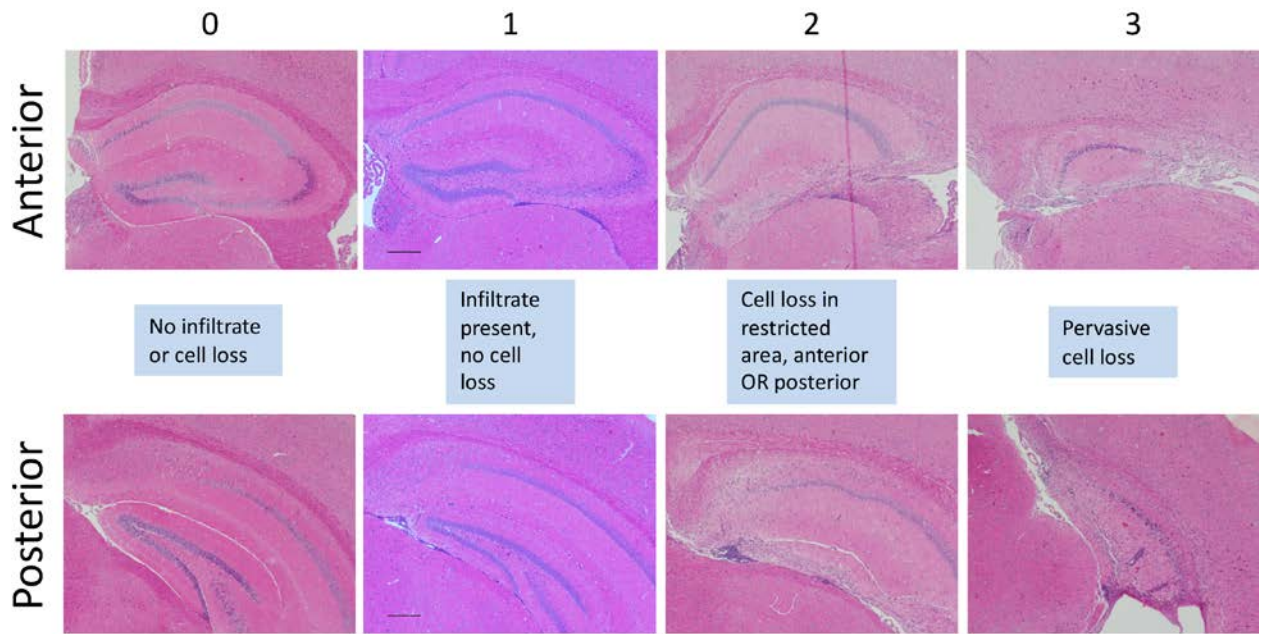 0 1 2 3
Anterior
No infiltrate
or cell loss
Infiltrate
present,
no cell
loss
Cell loss in
restricted
area, anterior
OR posterior
Pervasive
cell loss
Posterior